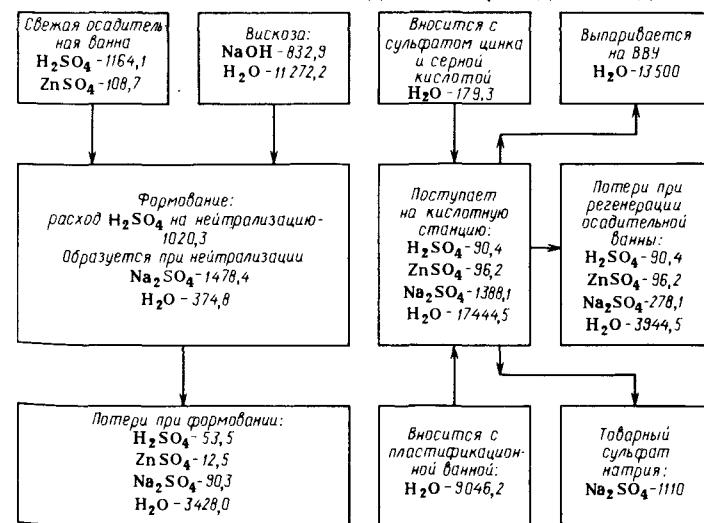 Свежая осадитель-
ная ванна
H₂SO₄-1164,1
ZnSO₄-108,7
Вискоза:
NaOH-832,9
H₂O-11 272,2
Вносится с
сульфатом цинка
и серной
кислотой
H₂O-179,3
Выпаривается
на ВВУ
H₂O-13500
Формование:
расход H₂SO₄ на нейтрализацию-
1020,3
Образуется при нейтрализации
Na₂SO₄-1478,4
H₂O-374,8
Поступает
на кислотную
станцию:
H₂SO₄-90,4
ZnSO₄-96,2
Na₂SO₄-1388,1
H₂O-17444,5
Потери при
регенерации
осадительной
ванны:
H₂SO₄-90,4
ZnSO₄-96,2
Na₂SO₄-278,1
H₂O-3944,5
Потери при формовании:
H₂SO₄-53,5
ZnSO₄-12,5
Na₂SO₄-90,3
H₂O-3428,0
Вносится с
пластификацион-
ной ванной:
H₂O-9046,2
Товарный
сульфат
натрия:
Na₂SO₄-1110